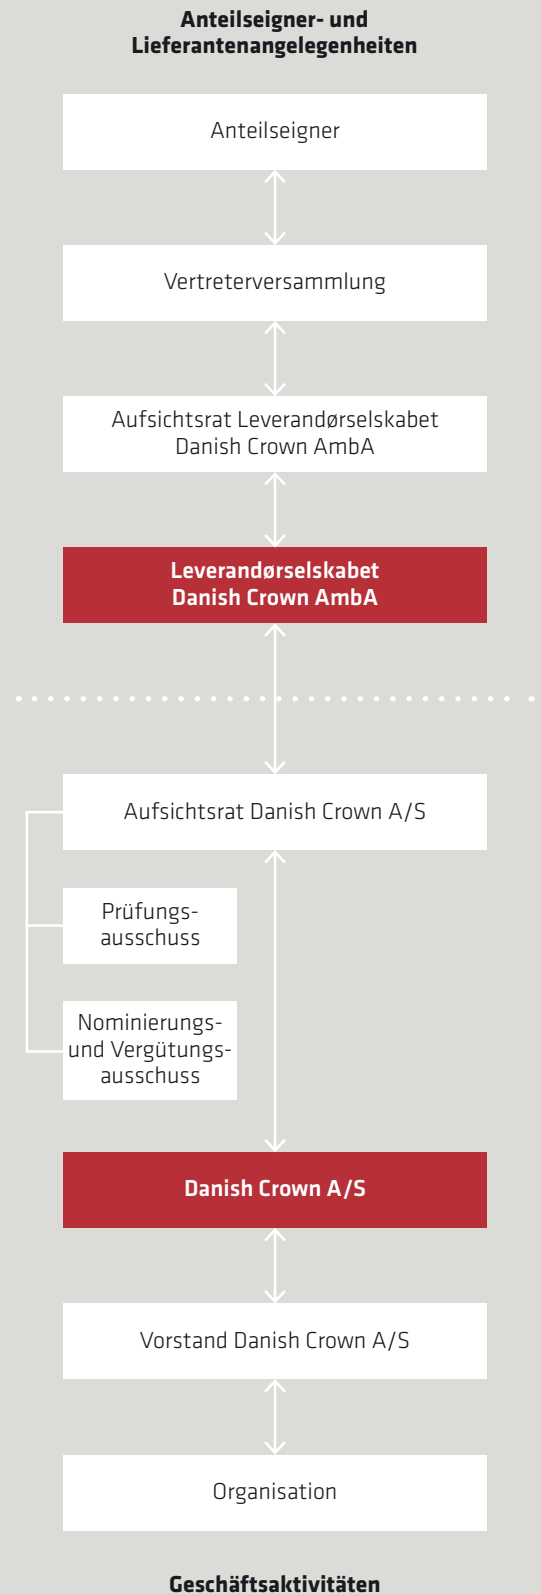 Anteilseigner- und
Lieferantenangelegenheiten
Anteilseigner
Vertreterversammlung
Aufsichtsrat Leverandørselskabet
Danish Crown AmbA
Leverandørselskabet
Danish Crown AmbA
Aufsichtsrat Danish Crown A/S
Prüfungs-
ausschuss
Nominierungs-
und Vergütungs-
ausschuss
Danish Crown A/S
Vorstand Danish Crown A/S
Organisation
Geschäftsaktivitäten